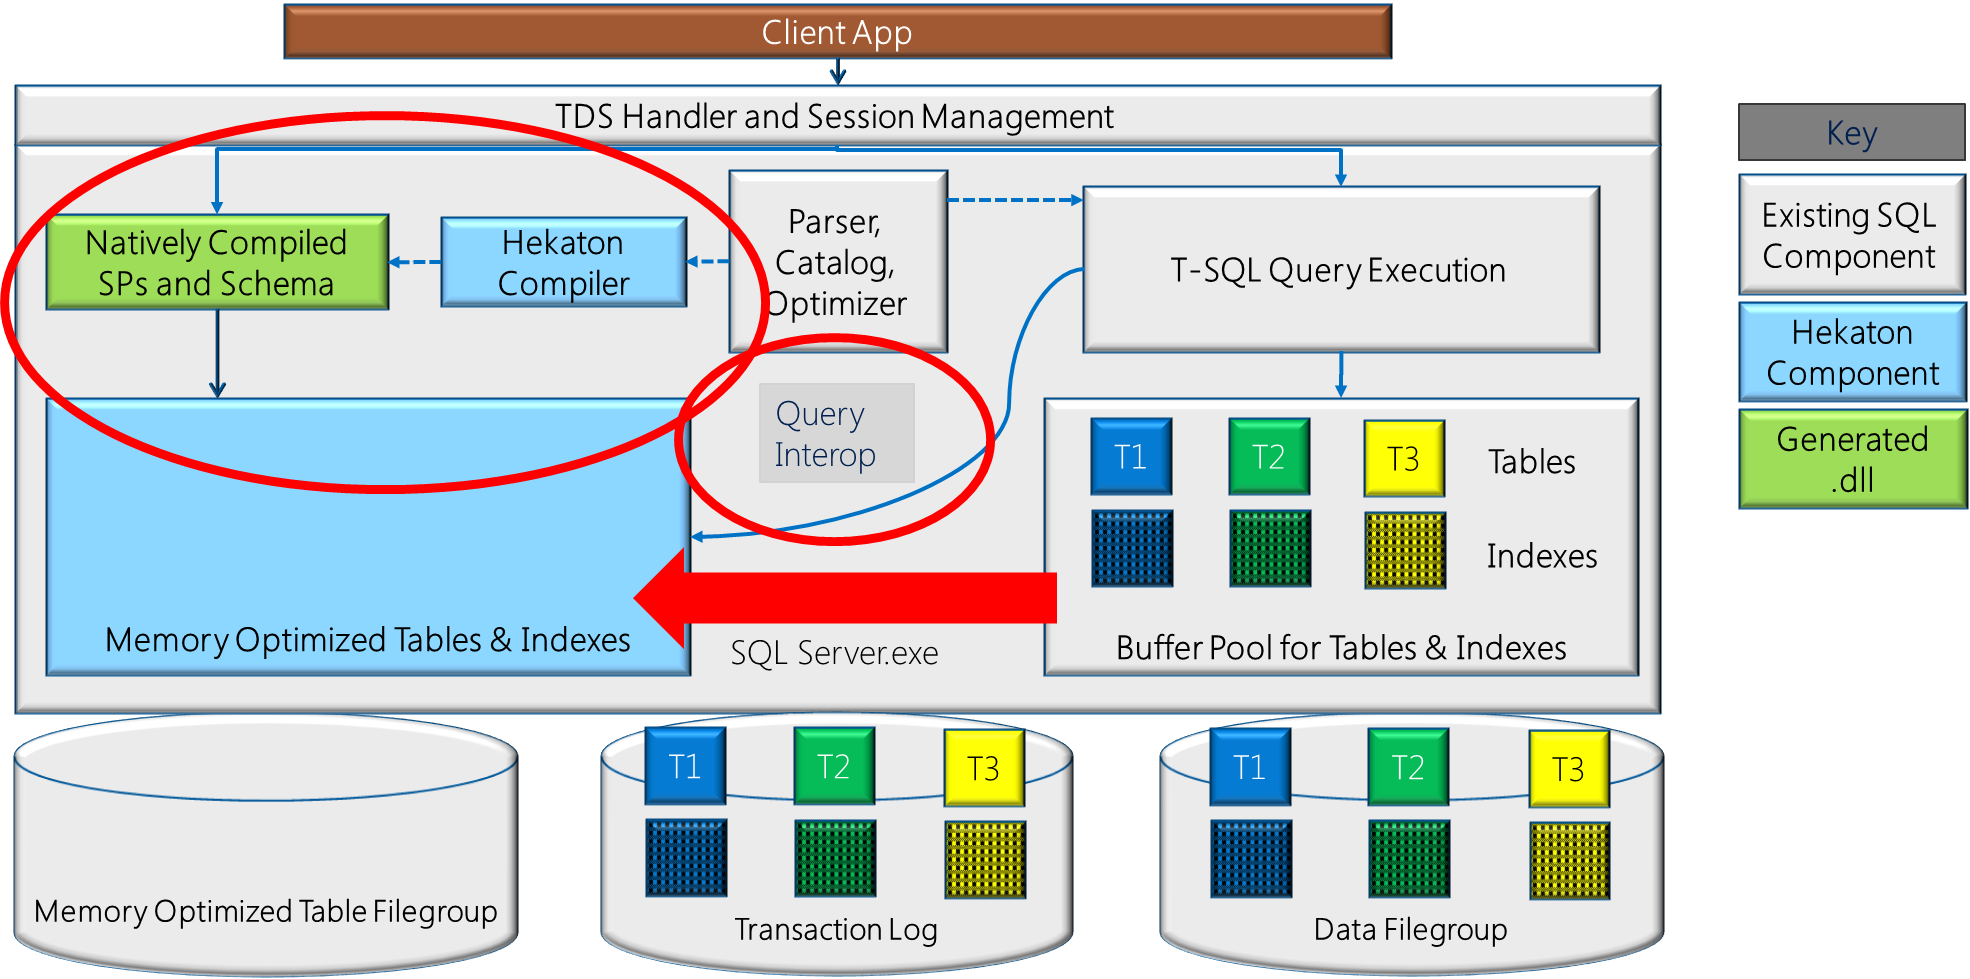 Client App
TDS Handler and Session Management
Natively Compiled
SPs and Schema
Hekaton
Compiler
Parser,
Catalog,
Optimizer
T-SQL Query Execution
Query
Interop
Memory Optimized Tables & Indexes
SQL Server.exe
T1 T2 T3 Tables
Indexes
Buffer Pool for Tables & Indexes
Memory Optimized Table Filegroup
T1 T2 T3
Transaction Log
T1 T2 T3
Data Filegroup
Key
Existing SQL
Component
Hekaton
Component
Generated
.dll